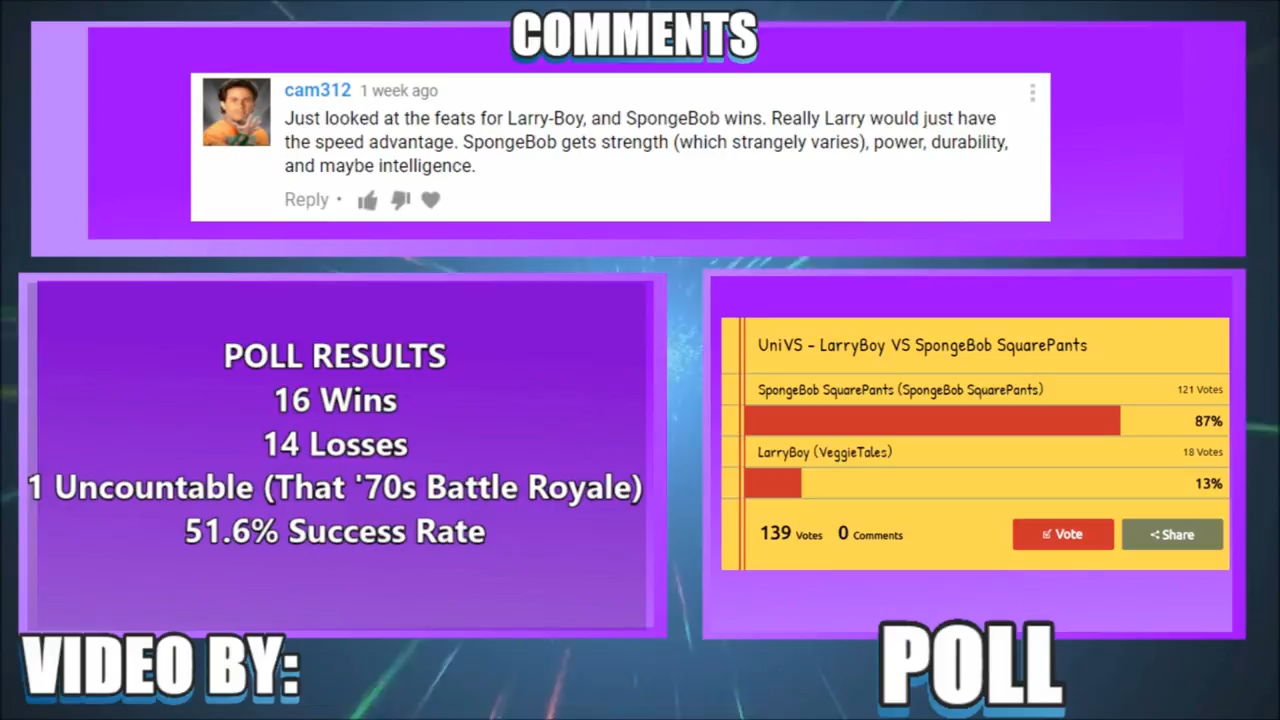 COMMENTS
cam312 1 week ago
Just looked at the feats for Larry-Boy, and SpongeBob wins. Really Larry would just have
the speed advantage. SpongeBob gets strength (which strangely varies), power, durability,
and maybe intelligence.
Reply •
POLL RESULTS
16 Wins
14 Losses
1 Uncountable (That '70s Battle Royale)
51.6% Success Rate
VIDEO BY:
UniVS - LarryBoy VS SpongeBob SquarePants
SpongeBob SquarePants (SpongeBob SquarePants) 121 Votes
87%
LarryBoy (VeggieTales) 18 Votes
13%
139 Votes 0 Comments Vote Share
POLL